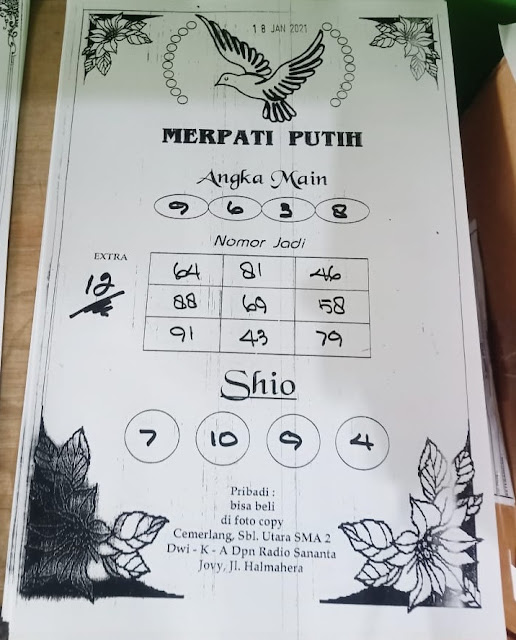 18 JAN 2021
MERPATI PUTIH
Angka Main
9 6 3 8
Nomor Jadi
EXTRA
12
64 81 46
88 69 58
91 43 79
Shio
7 10 9 4
Pribadi :
bisa beli
di foto copy
Cemerlang, Sbl. Utara SMA 2
Dwi - K - A Dpn Radio Sananta
Jovy, Jl. Halmahera